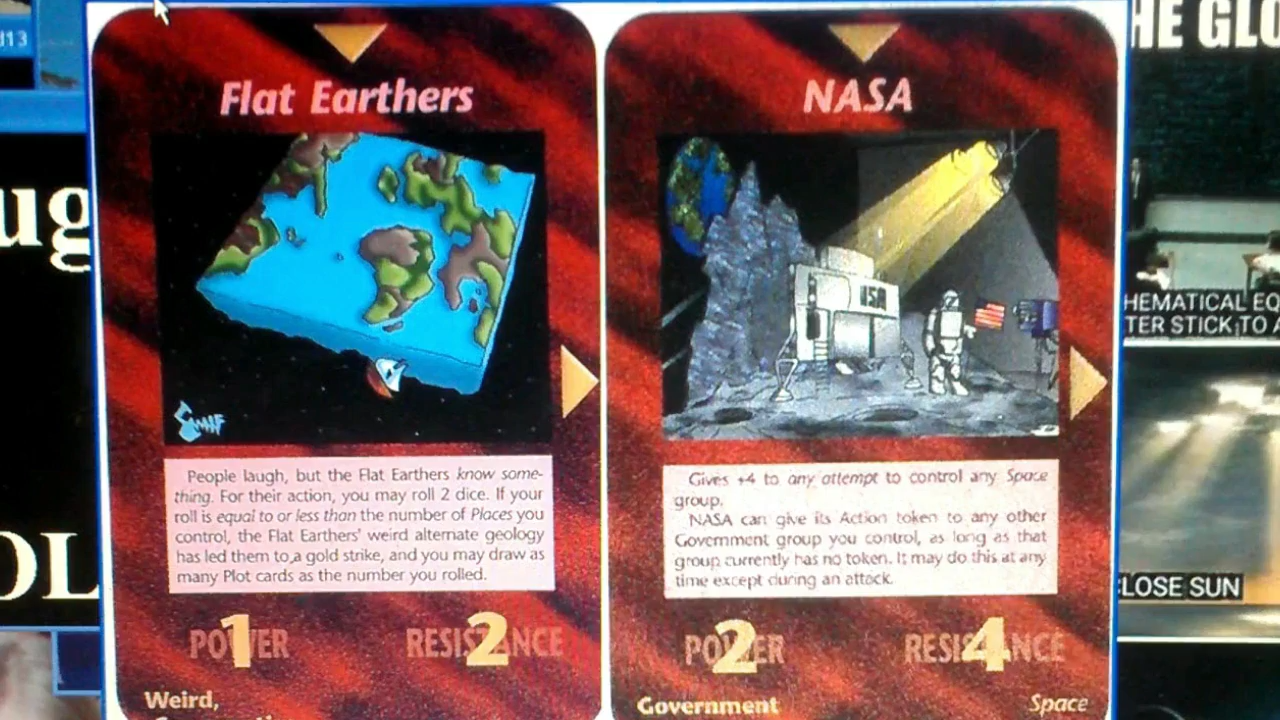 d13
HE GLO
Flat Earthers
NASA
ug
USA
HEMATICAL EQ
TER STICK TO A
People laugh, but the Flat Earthers know some-
thing. For their action, you may roll 2 dice. If your
roll is equal to or less than the number of Places you
control, the Flat Earthers' weird alternate geology
has led them to a gold strike, and you may draw as
many Plot cards as the number you rolled.
Gives +4 to any attempt to control any Space
group.
NASA can give its Action token to any other
Government group you control, as long as that
group currently has no token. It may do this at any
time except during an attack.
OL
CLOSE SUN
POWER 1
RESISTANCE 2
POWER 2
RESISTANCE 4
Weird,
Government
Space